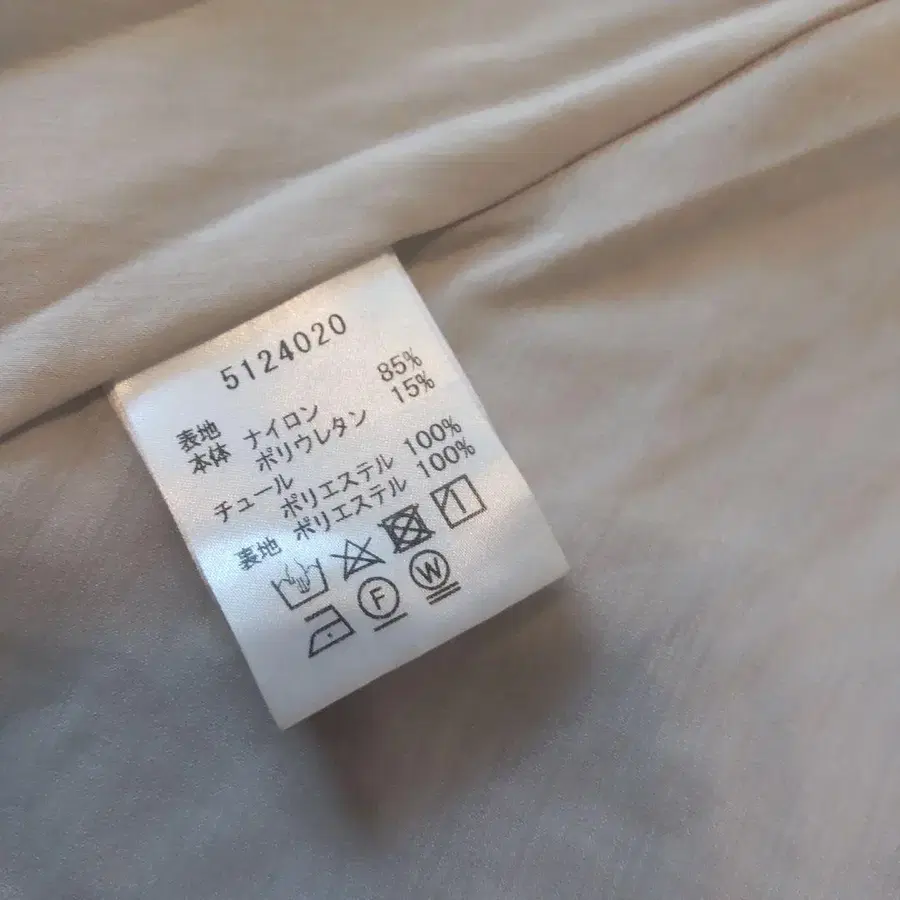 5124020
表地 ナイロン 85%
本体 ポリウレタン 15%
チュール
ポリエステル 100%
表地 ポリエステル 100%
F W